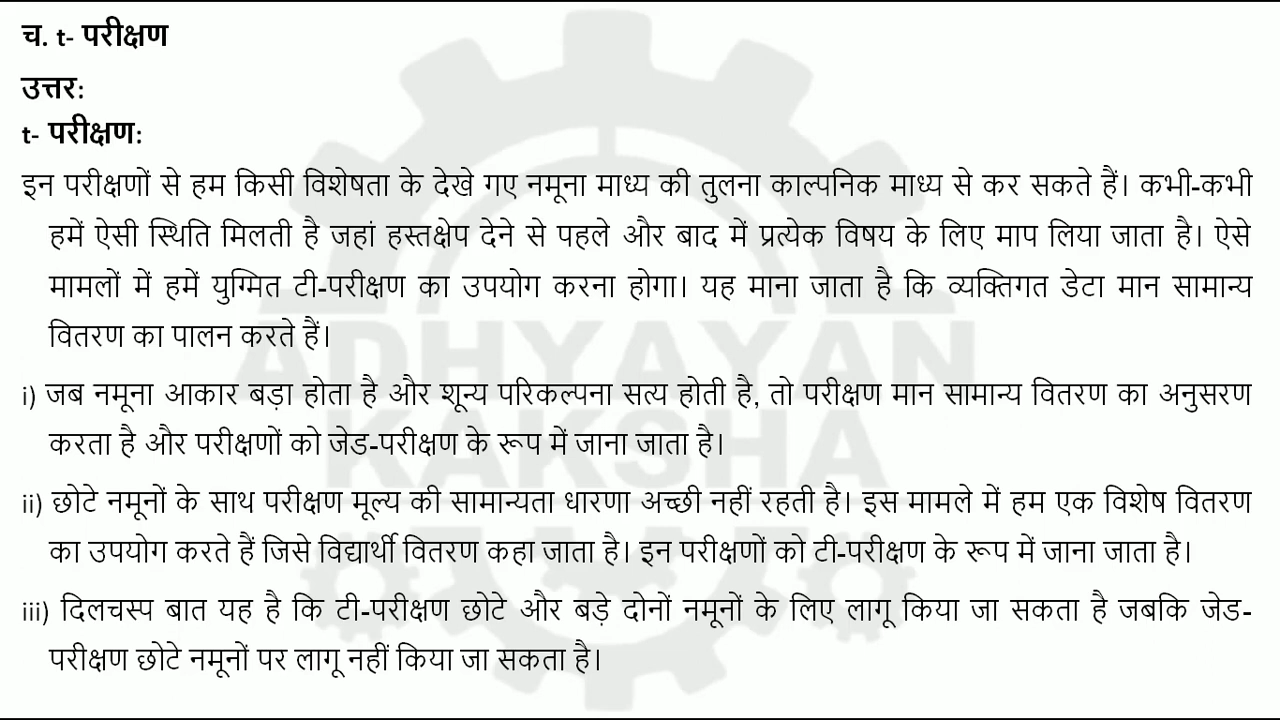 च. t- परीक्षण
उत्तर:
t- परीक्षण:
इन परीक्षणों से हम किसी विशेषता के देखे गए नमूना माध्य की तुलना काल्पनिक माध्य से कर सकते हैं। कभी-कभी
हमें ऐसी स्थिति मिलती है जहां हस्तक्षेप देने से पहले और बाद में प्रत्येक विषय के लिए माप लिया जाता है। ऐसे
मामलों में हमें युग्मित टी-परीक्षण का उपयोग करना होगा। यह माना जाता है कि व्यक्तिगत डेटा मान सामान्य
वितरण का पालन करते हैं।
i) जब नमूना आकार बड़ा होता है और शून्य परिकल्पना सत्य होती है, तो परीक्षण मान सामान्य वितरण का अनुसरण
करता है और परीक्षणों को जेड-परीक्षण के रूप में जाना जाता है।
ii) छोटे नमूनों के साथ परीक्षण मूल्य की सामान्यता धारणा अच्छी नहीं रहती है। इस मामले में हम एक विशेष वितरण
का उपयोग करते हैं जिसे विद्यार्थी वितरण कहा जाता है। इन परीक्षणों को टी-परीक्षण के रूप में जाना जाता है।
iii) दिलचस्प बात यह है कि टी-परीक्षण छोटे और बड़े दोनों नमूनों के लिए लागू किया जा सकता है जबकि जेड-
परीक्षण छोटे नमूनों पर लागू नहीं किया जा सकता है।
ADHYAYAN
KAKSHA